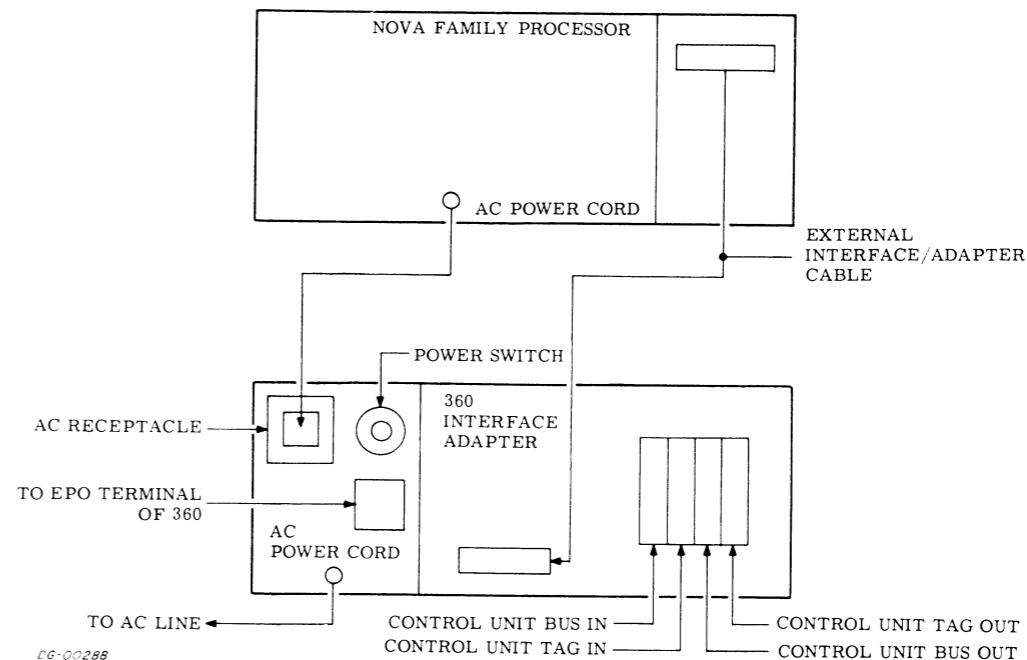 NOVA FAMILY PROCESSOR
AC POWER CORD
EXTERNAL
INTERFACE/ADAPTER
CABLE
POWER SWITCH
360
INTERFACE
ADAPTER
AC RECEPTACLE
TO EPO TERMINAL
OF 360
AC
POWER CORD
TO AC LINE
CONTROL UNIT BUS IN
CONTROL UNIT TAG IN
CONTROL UNIT TAG OUT
CONTROL UNIT BUS OUT
DG-00288